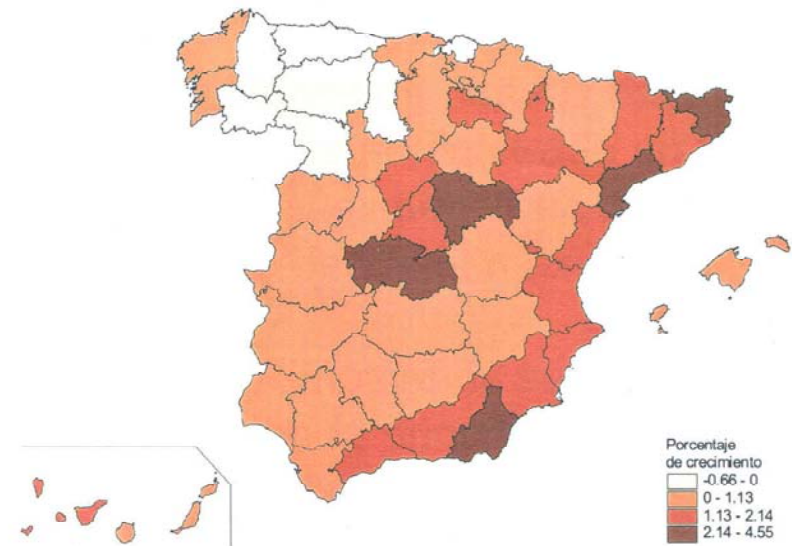 Porcentaje
de crecimiento
-0.66 - 0
0 - 1.13
1.13 - 2.14
2.14 - 4.55